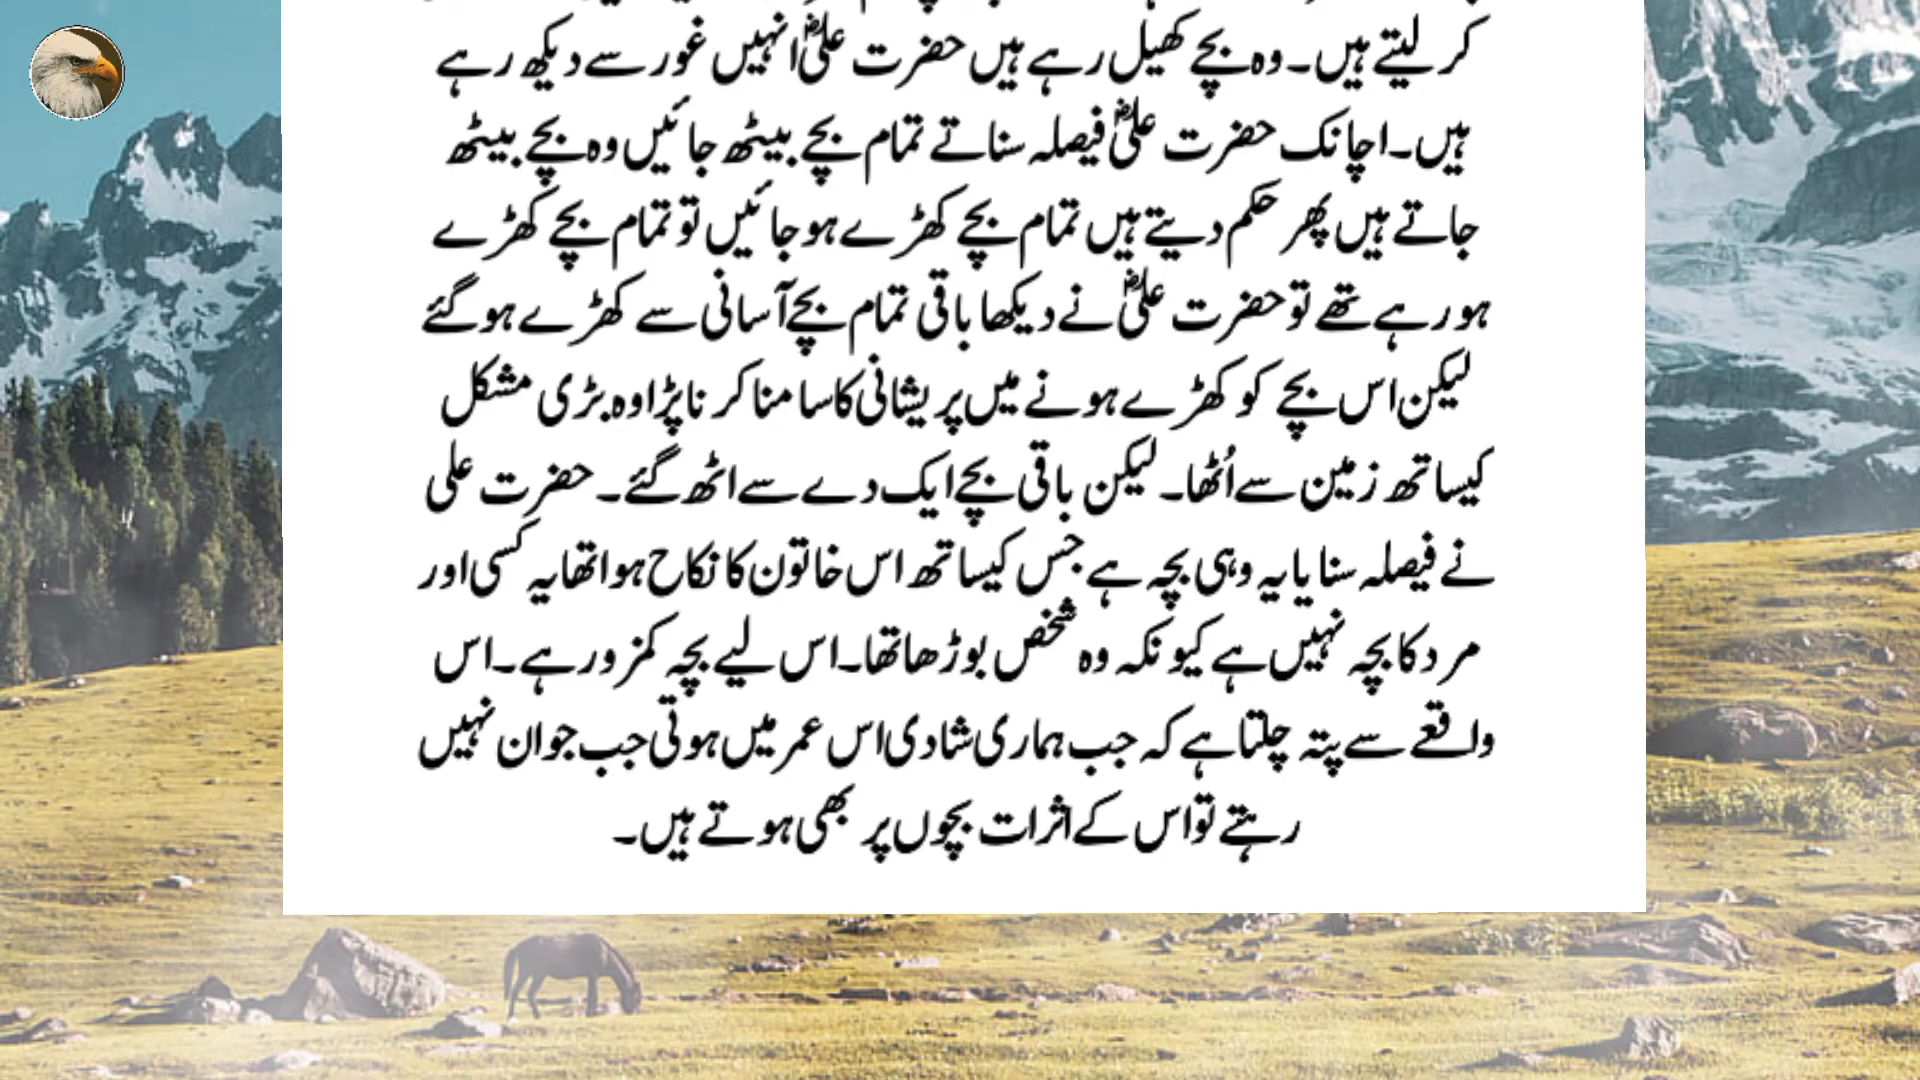 کر لیتے ہیں۔ وہ بچے کھیل رہے ہیں حضرت علیؓ انہیں غور سے دیکھ رہے
ہیں۔ اچانک حضرت علیؓ فیصلہ سناتے تمام بچے بیٹھ جائیں وہ بچے بیٹھ
جاتے ہیں پھر حکم دیتے ہیں تمام بچے کھڑے ہو جائیں تو تمام بچے کھڑے
ہو رہے تھے تو حضرت علیؓ نے دیکھا باقی تمام بچے آسانی سے کھڑے ہو گئے
لیکن اس بچے کو کھڑے ہونے میں پریشانی کا سامنا کرنا پڑا وہ بڑی مشکل
کیساتھ زمین سے اُٹھا۔ لیکن باقی بچے ایک دے سے اٹھ گئے۔ حضرت علی
نے فیصلہ سنایا یہ وہی بچہ ہے جس کیساتھ اس خاتون کا نکاح ہوا تھا یہ کسی اور
مرد کا بچہ نہیں ہے کیونکہ وہ شخص بوڑھا تھا۔ اس لیے بچہ کمزور ہے۔ اس
واقعے سے پتہ چلتا ہے کہ جب ہماری شادی اس عمر میں ہوتی جب جوان نہیں
رہتے تو اس کے اثرات بچوں پر بھی ہوتے ہیں۔